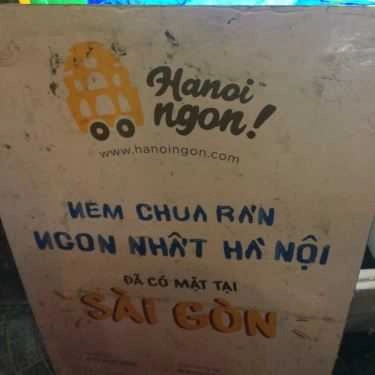 Hanoi
ngon!
www.hanoingon.com
NEM CHUA RÁN
NGON NHẤT HÀ NỘI
ĐÃ CÓ MẶT TẠI
SÀI GÒN